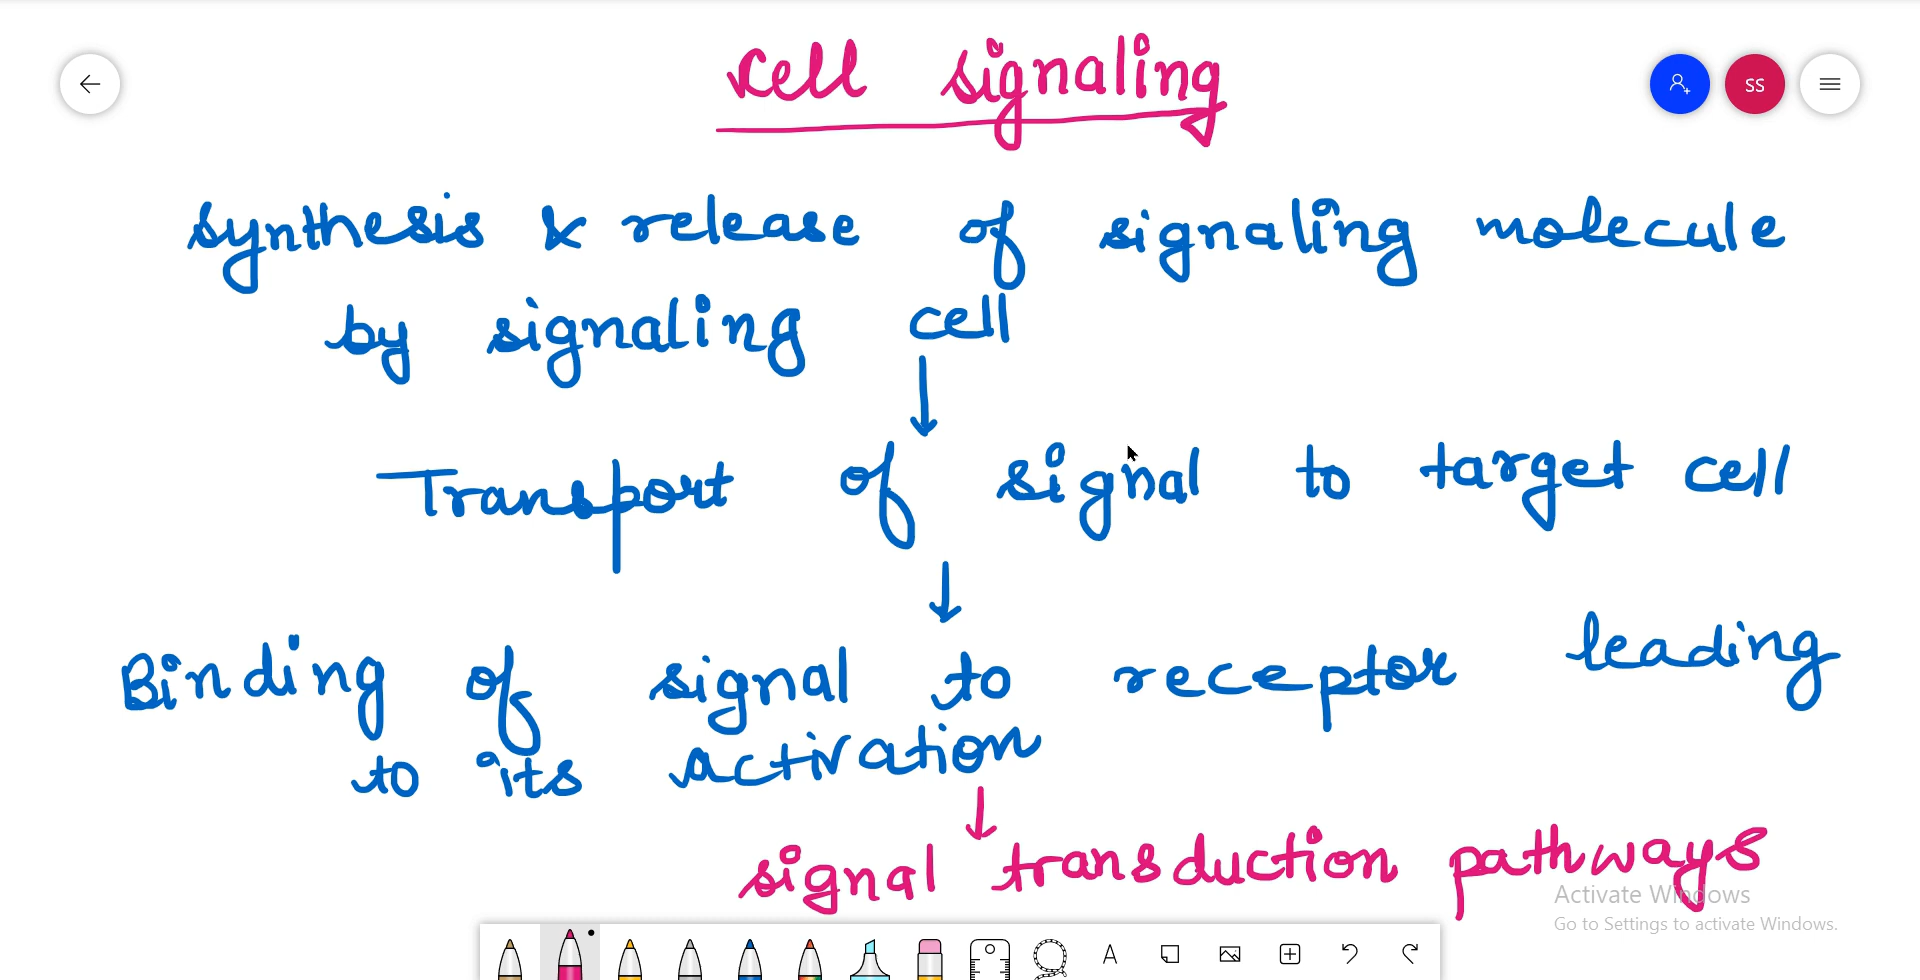 cell signaling
SS
synthesis & release of signaling molecule
by signaling cell
↓
Transport of signal to target cell
↓
Binding of signal to receptor leading
to its activation
↓
signal transduction pathways
Activate Windows
Go to Settings to activate Windows.
A